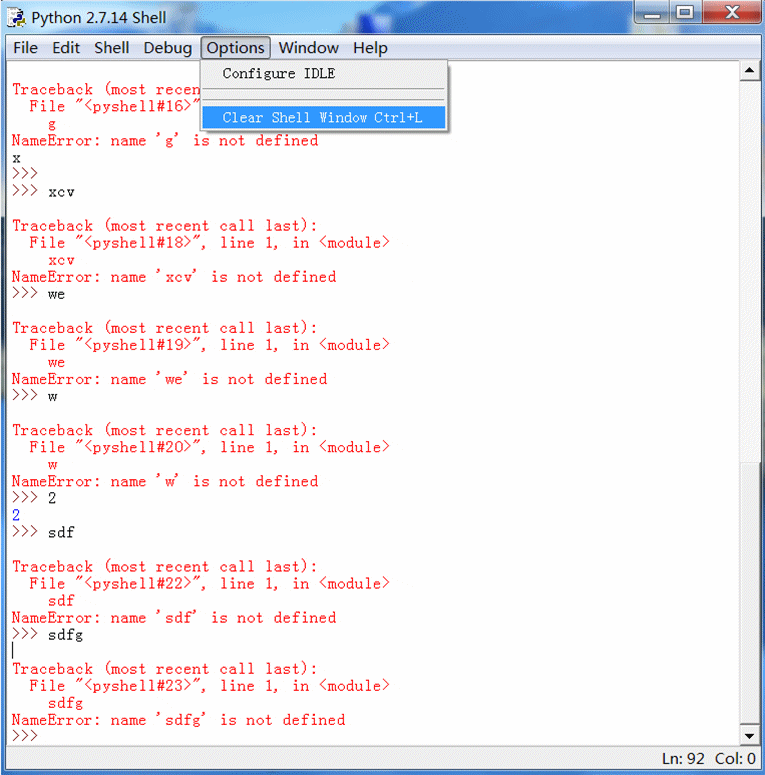 Python 2.7.14 Shell
File Edit Shell Debug Options Window Help
Configure IDLE
Clear Shell Window Ctrl+L
Traceback (most recen
  File "<pyshell#16>"
    g
NameError: name 'g' is not defined
x
>>>
>>> xcv
Traceback (most recent call last):
  File "<pyshell#18>", line 1, in <module>
    xcv
NameError: name 'xcv' is not defined
>>> we
Traceback (most recent call last):
  File "<pyshell#19>", line 1, in <module>
    we
NameError: name 'we' is not defined
>>> w
Traceback (most recent call last):
  File "<pyshell#20>", line 1, in <module>
    w
NameError: name 'w' is not defined
>>> 2
2
>>> sdf
Traceback (most recent call last):
  File "<pyshell#22>", line 1, in <module>
    sdf
NameError: name 'sdf' is not defined
>>> sdfg
Traceback (most recent call last):
  File "<pyshell#23>", line 1, in <module>
    sdfg
NameError: name 'sdfg' is not defined
>>>
Ln: 92 Col: 0